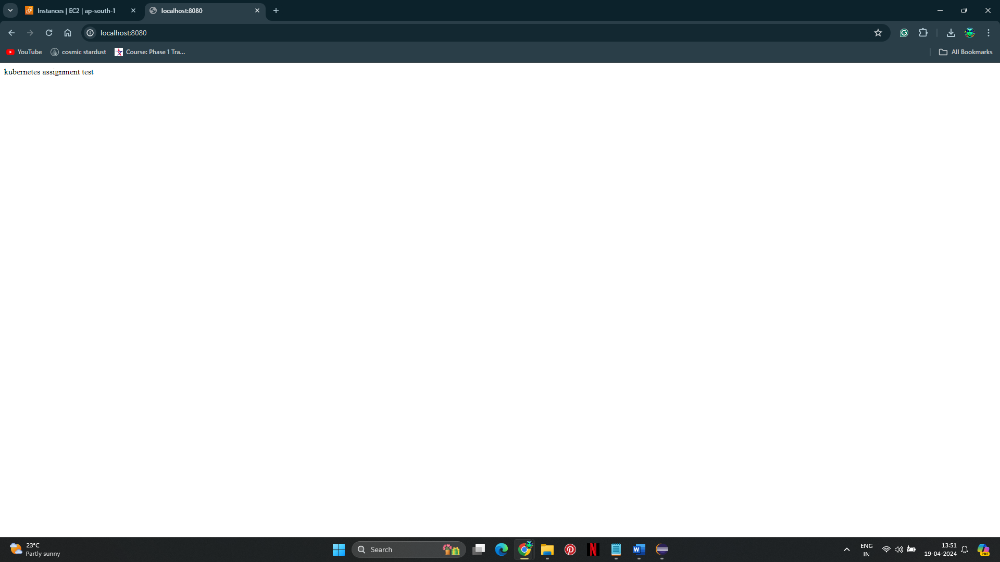 Instances | EC2 | ap-south-1
localhost:8080
localhost:8080
YouTube
cosmic stardust
Course: Phase 1 Tra...
All Bookmarks
kubernetes assignment test
23°C
Partly sunny
Search
ENG
IN
13:51
19-04-2024
PRE